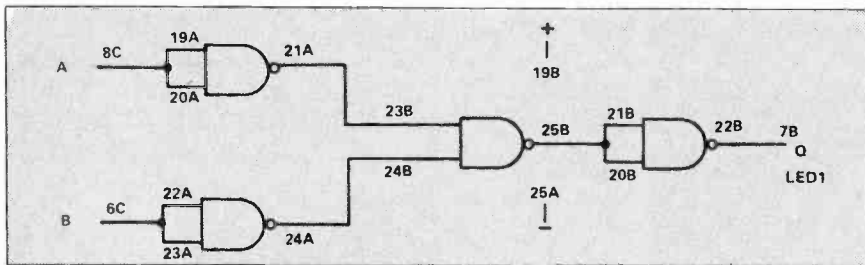 +
19A
21A
A 8C
19B
20A
23B
21B
25B
22B
7B
Q
24B
20B
LED1
22A
25A
B 6C
–
23A
24A